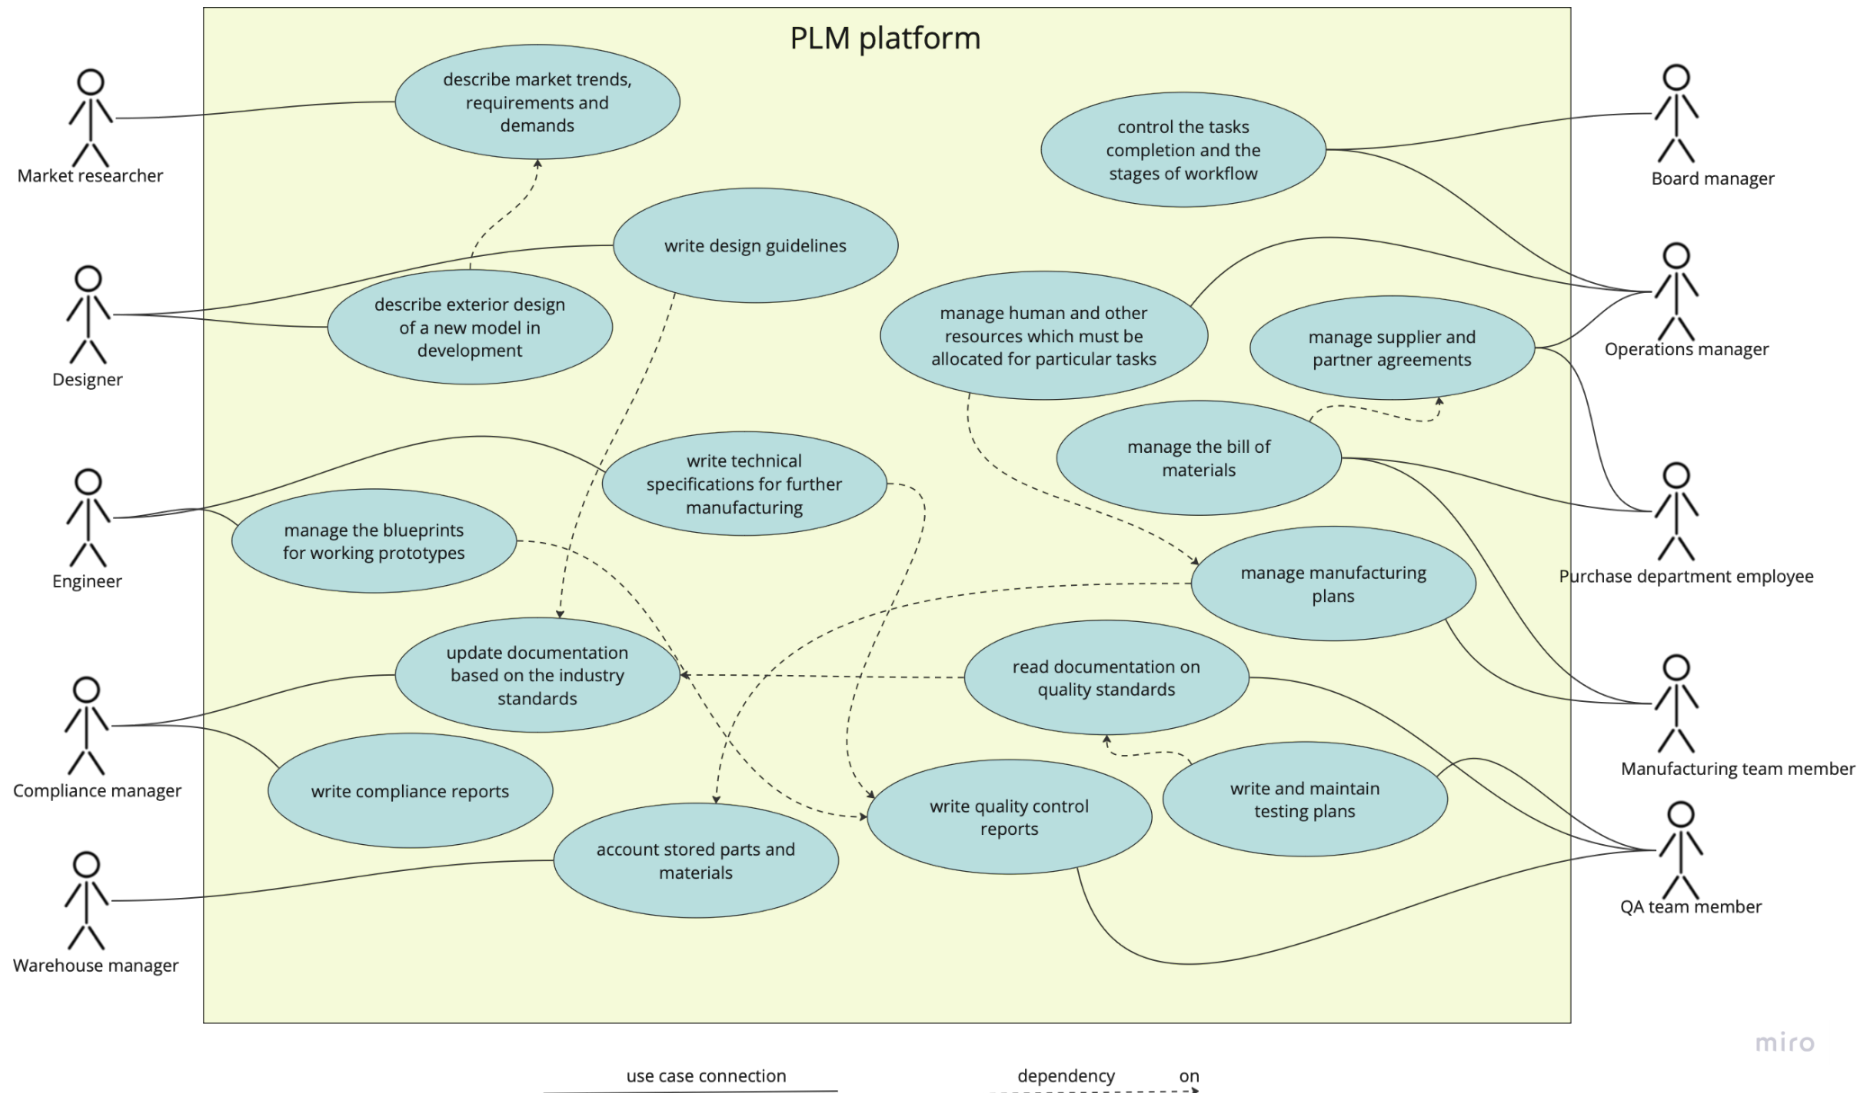 PLM platform
describe market trends,
requirements and
demands
control the tasks
completion and the
stages of workflow
Market researcher
Board manager
write design guidelines
describe exterior design
of a new model in
development
manage human and other
resources which must be
allocated for particular tasks
manage supplier and
partner agreements
Designer
Operations manager
write technical
specifications for further
manufacturing
manage the bill of
materials
manage the blueprints
for working prototypes
Engineer
manage manufacturing
plans
Purchase department employee
update documentation
based on the industry
standards
read documentation on
quality standards
Compliance manager
Manufacturing team member
write compliance reports
write quality control
reports
write and maintain
testing plans
account stored parts and
materials
QA team member
Warehouse manager
miro
use case connection
dependency on